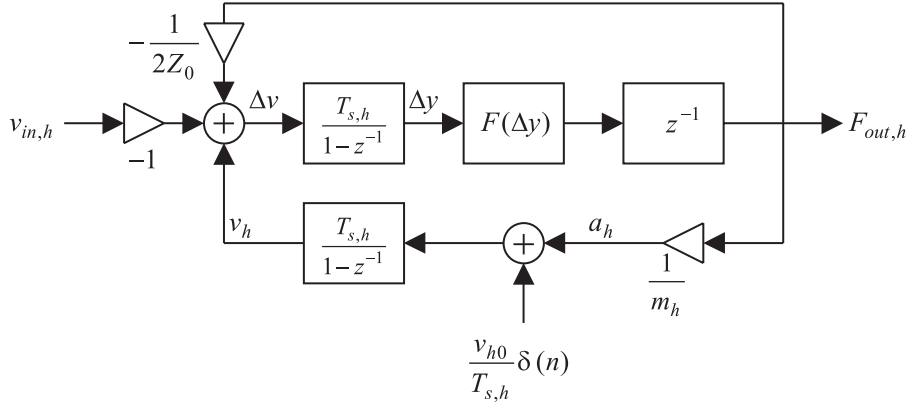 − 1 / 2Z₀
v_{in,h}
−1
+
Δv
T_{s,h} / 1 − z⁻¹
Δy
F(Δy)
z⁻¹
F_{out,h}
v_h
T_{s,h} / 1 − z⁻¹
+
a_h
1 / m_h
v_{h0} / T_{s,h} δ(n)